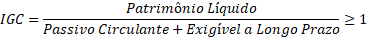 IGC = Patrimônio Líquido / Passivo Circulante + Exigível a Longo Prazo ≥ 1